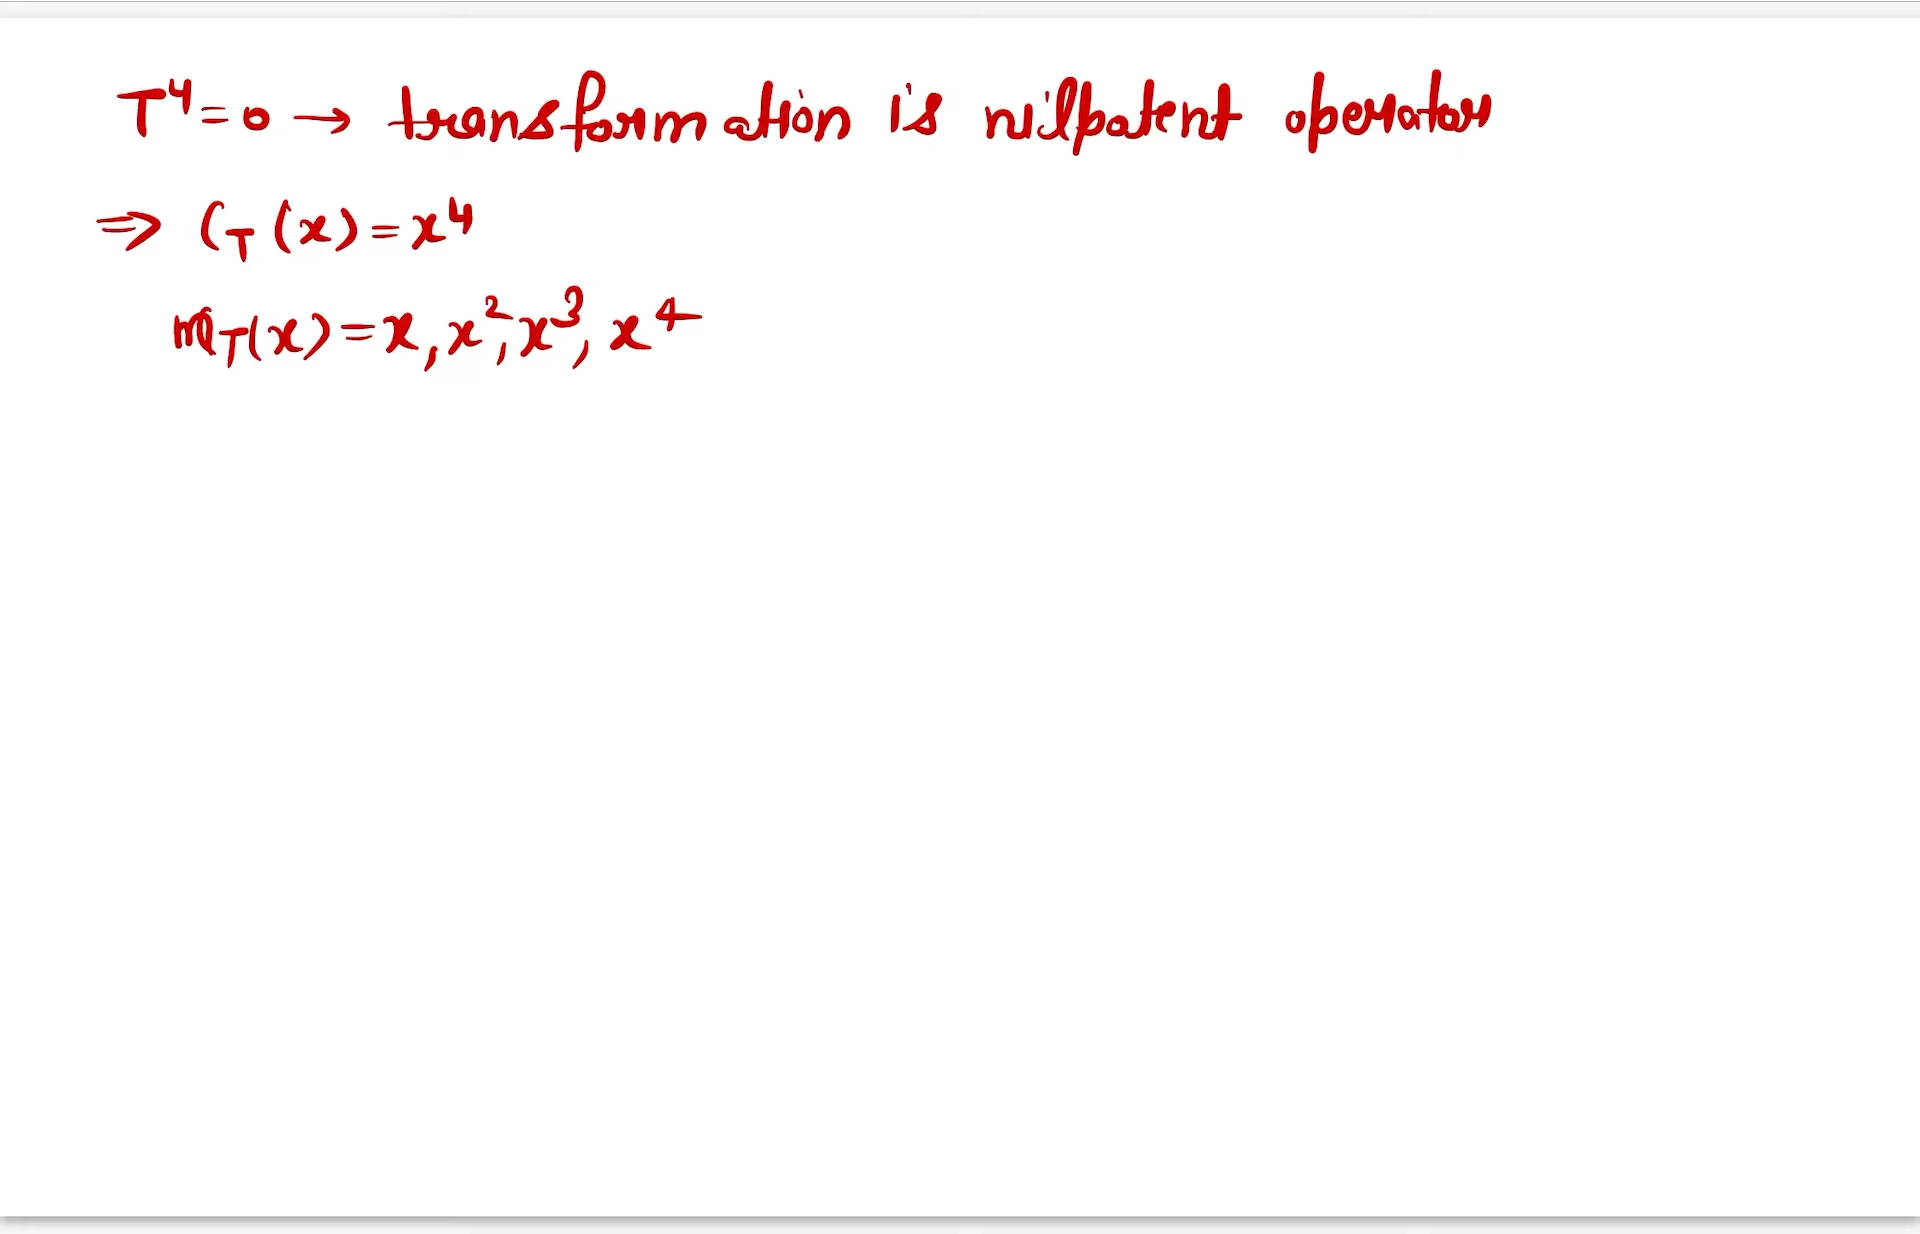 T⁴=0 → transformation is nilpotent operator
⇒ C_T(x)=x⁴
m_T(x)=x,x²,x³,x⁴